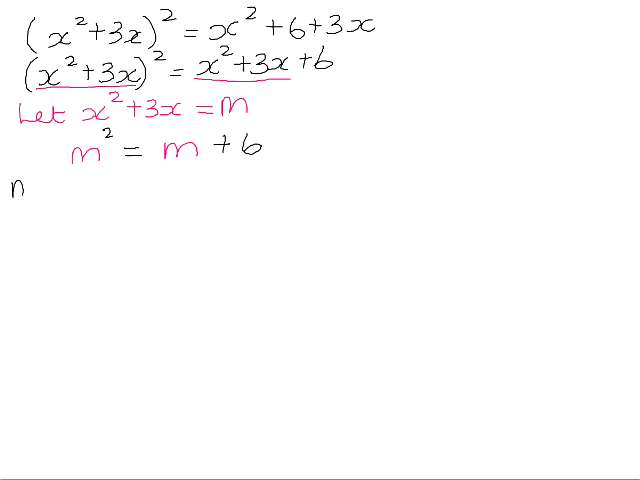 (x²+3x)² = x² + 6 + 3x
(x²+3x)² = x²+3x + 6
Let x²+3x = m
m² = m + 6
n